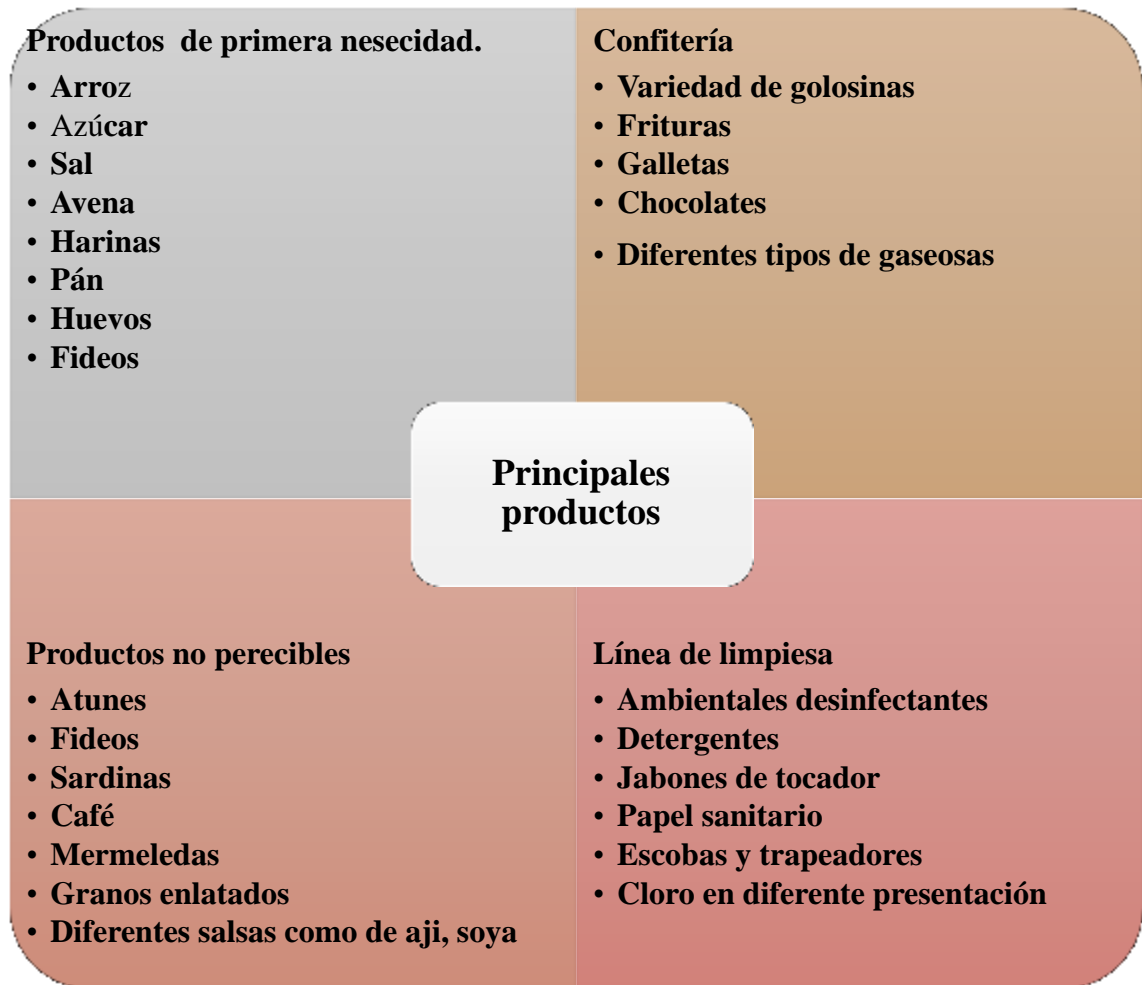 Productos  de primera nesecidad.
• Arroz
• Azúcar
• Sal
• Avena
• Harinas
• Pán
• Huevos
• Fideos
Confitería
• Variedad de golosinas
• Frituras
• Galletas
• Chocolates
• Diferentes tipos de gaseosas
Principales
productos
Productos no perecibles
• Atunes
• Fideos
• Sardinas
• Café
• Mermeledas
• Granos enlatados
• Diferentes salsas como de aji, soya
Línea de limpiesa
• Ambientales desinfectantes
• Detergentes
• Jabones de tocador
• Papel sanitario
• Escobas y trapeadores
• Cloro en diferente presentación